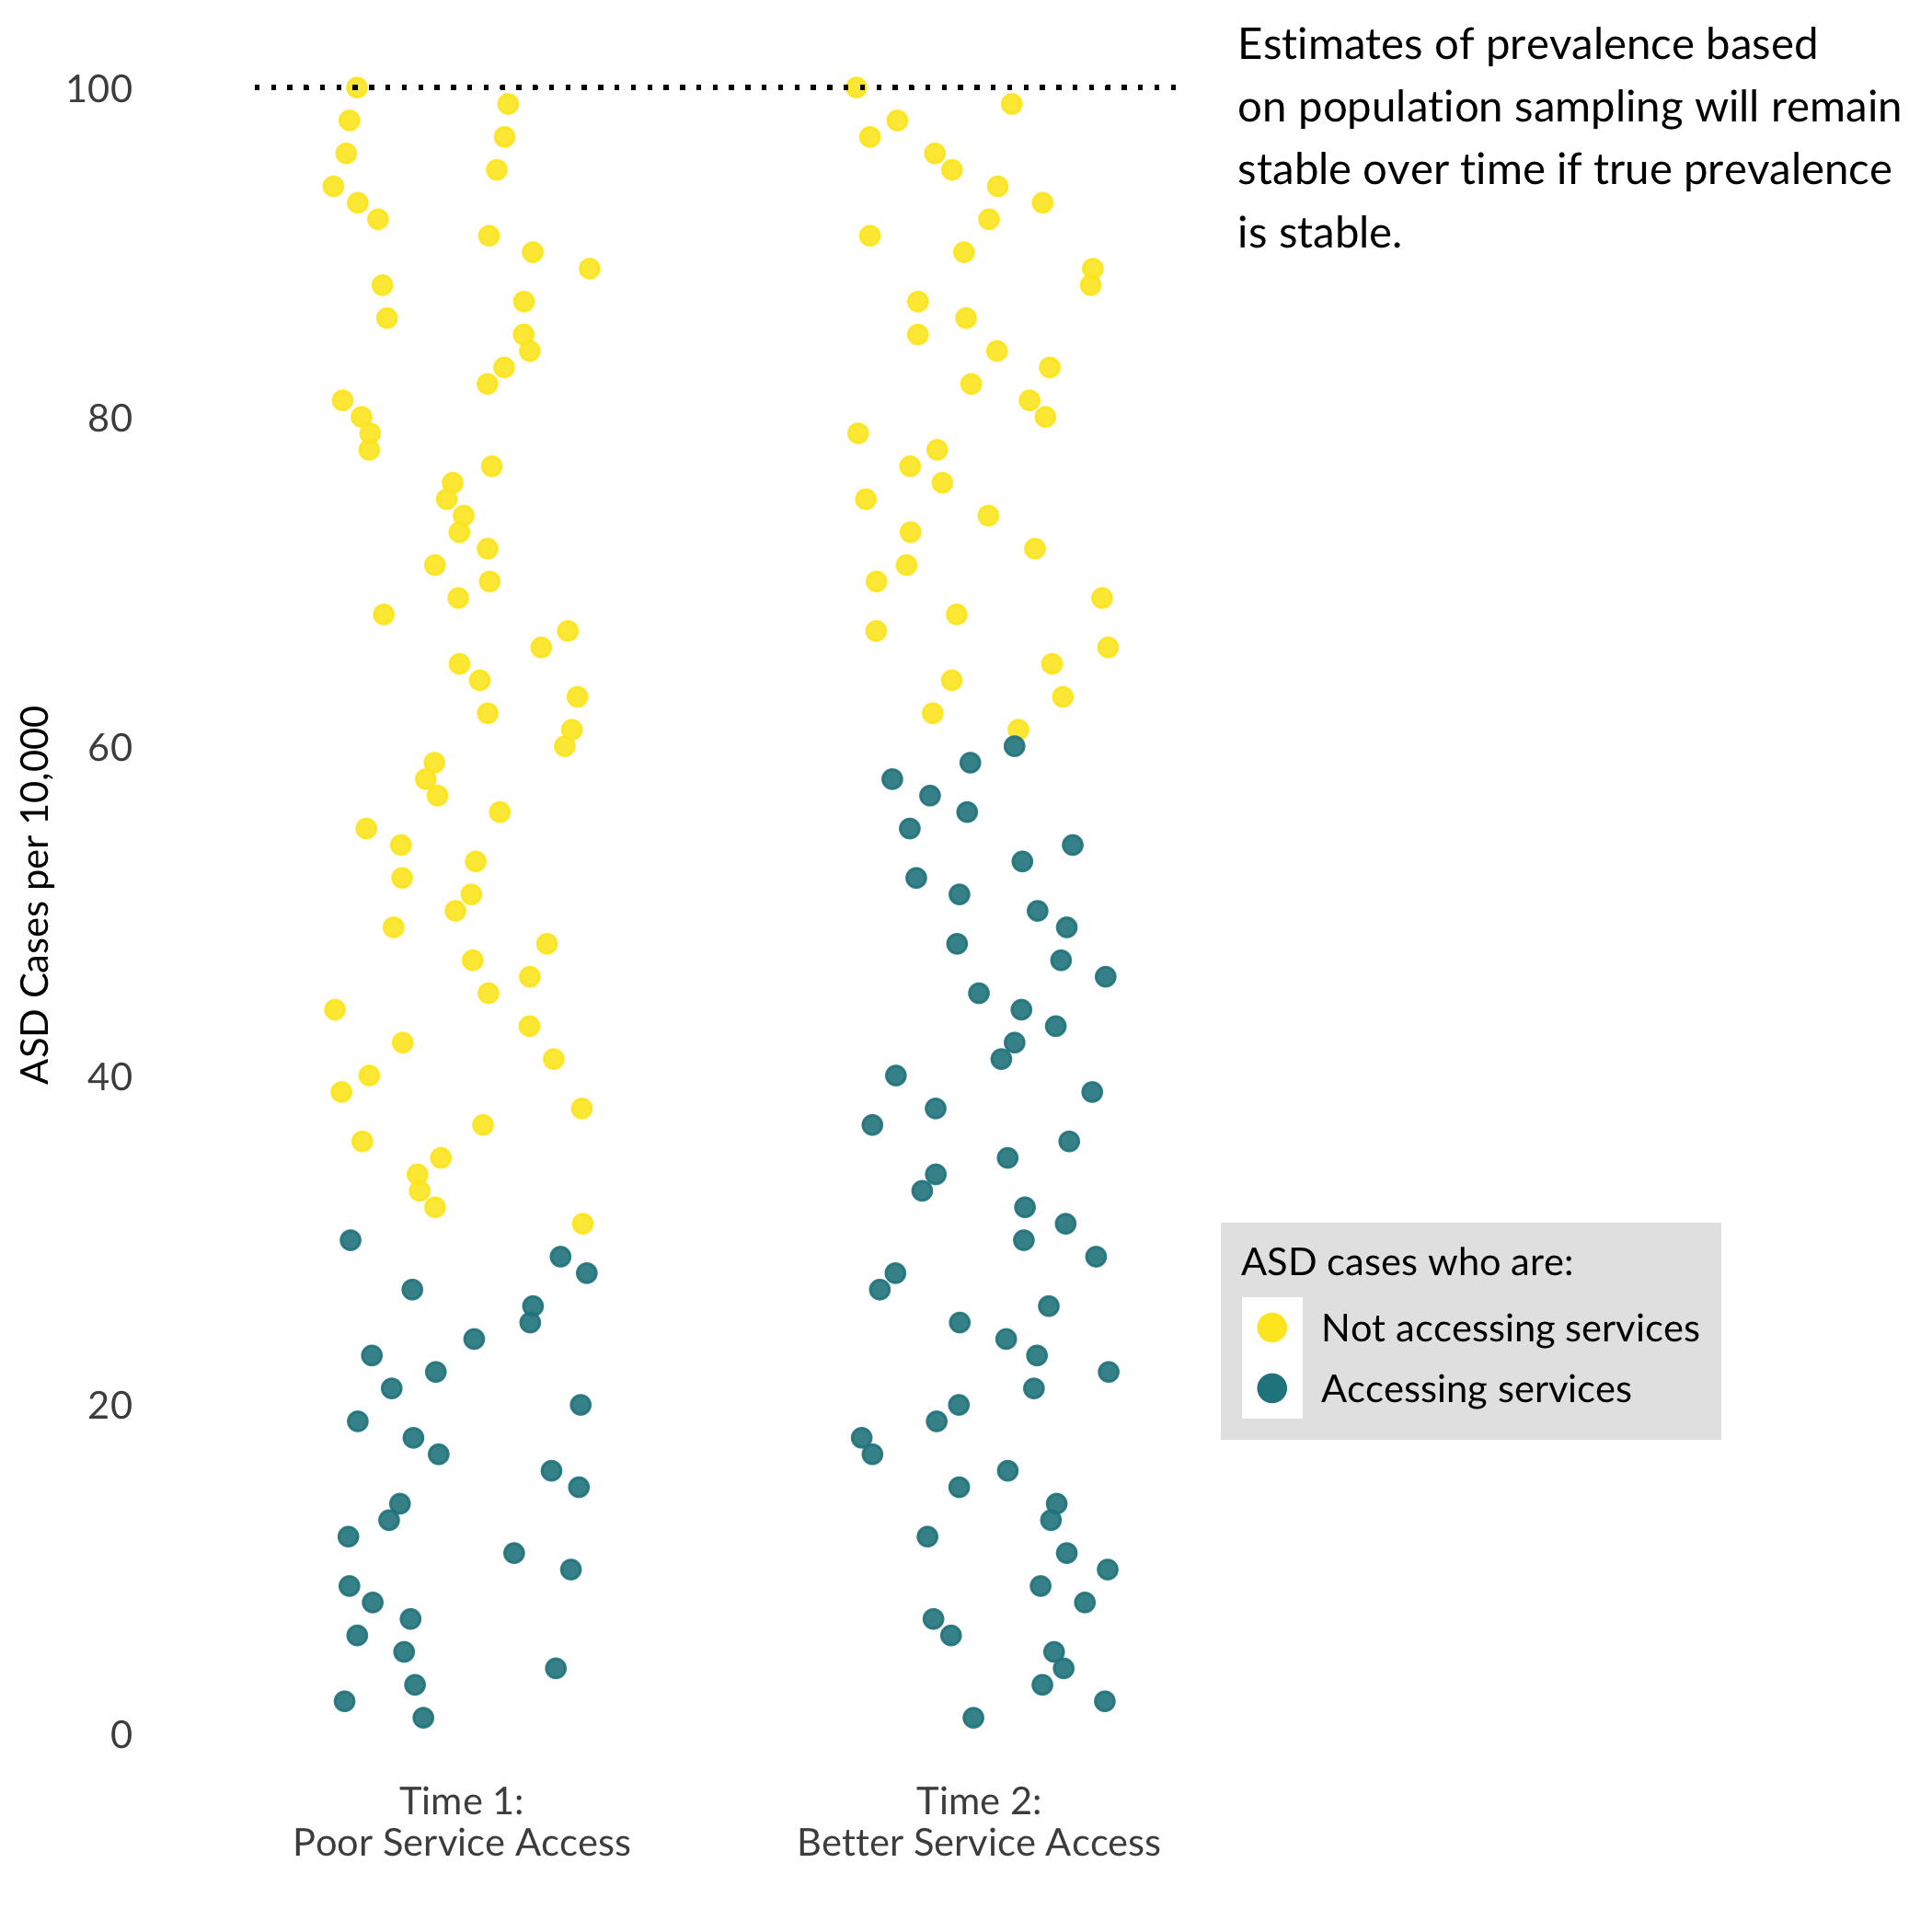 Estimates of prevalence based
on population sampling will remain
stable over time if true prevalence
is stable.
ASD Cases per 10,000
100
80
60
40
20
0
Time 1:
Poor Service Access
Time 2:
Better Service Access
ASD cases who are:
Not accessing services
Accessing services